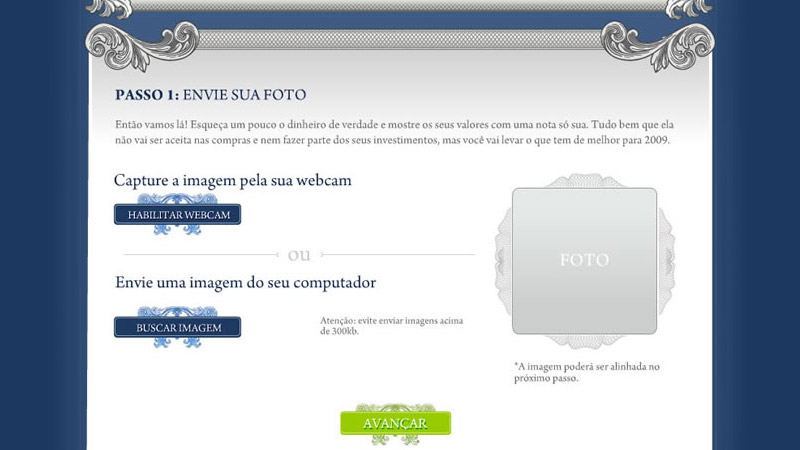 PASSO 1: ENVIE SUA FOTO
Então vamos lá! Esqueça um pouco o dinheiro de verdade e mostre os seus valores com uma nota só sua. Tudo bem que ela
não vai ser aceita nas compras e nem fazer parte dos seus investimentos, mas você vai levar o que tem de melhor para 2009.
Capture a imagem pela sua webcam
HABILITAR WEBCAM
ou
Envie uma imagem do seu computador
BUSCAR IMAGEM
Atenção: evite enviar imagens acima
de 300kb.
FOTO
*A imagem poderá ser alinhada no
próximo passo.
AVANÇAR